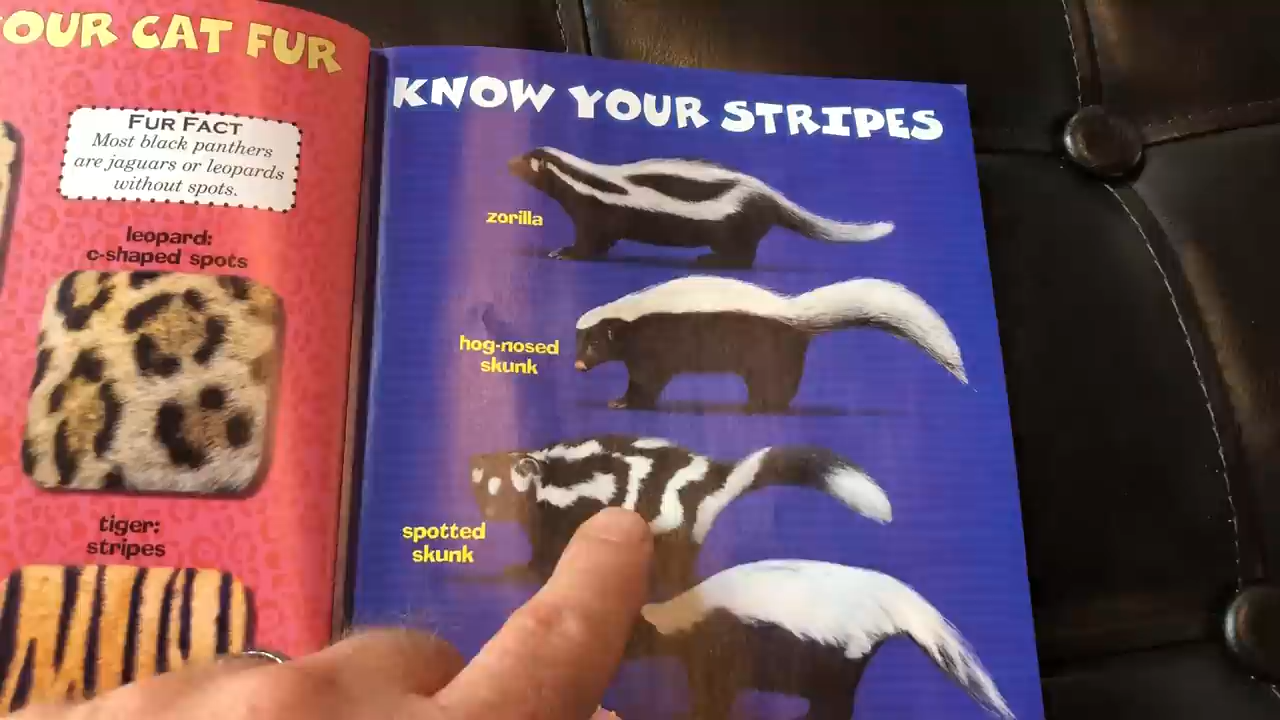 OUR CAT FUR
FUR FACT
Most black panthers
are jaguars or leopards
without spots.
leopard:
c-shaped spots
tiger:
stripes
KNOW YOUR STRIPES
zorilla
hog-nosed
skunk
spotted
skunk